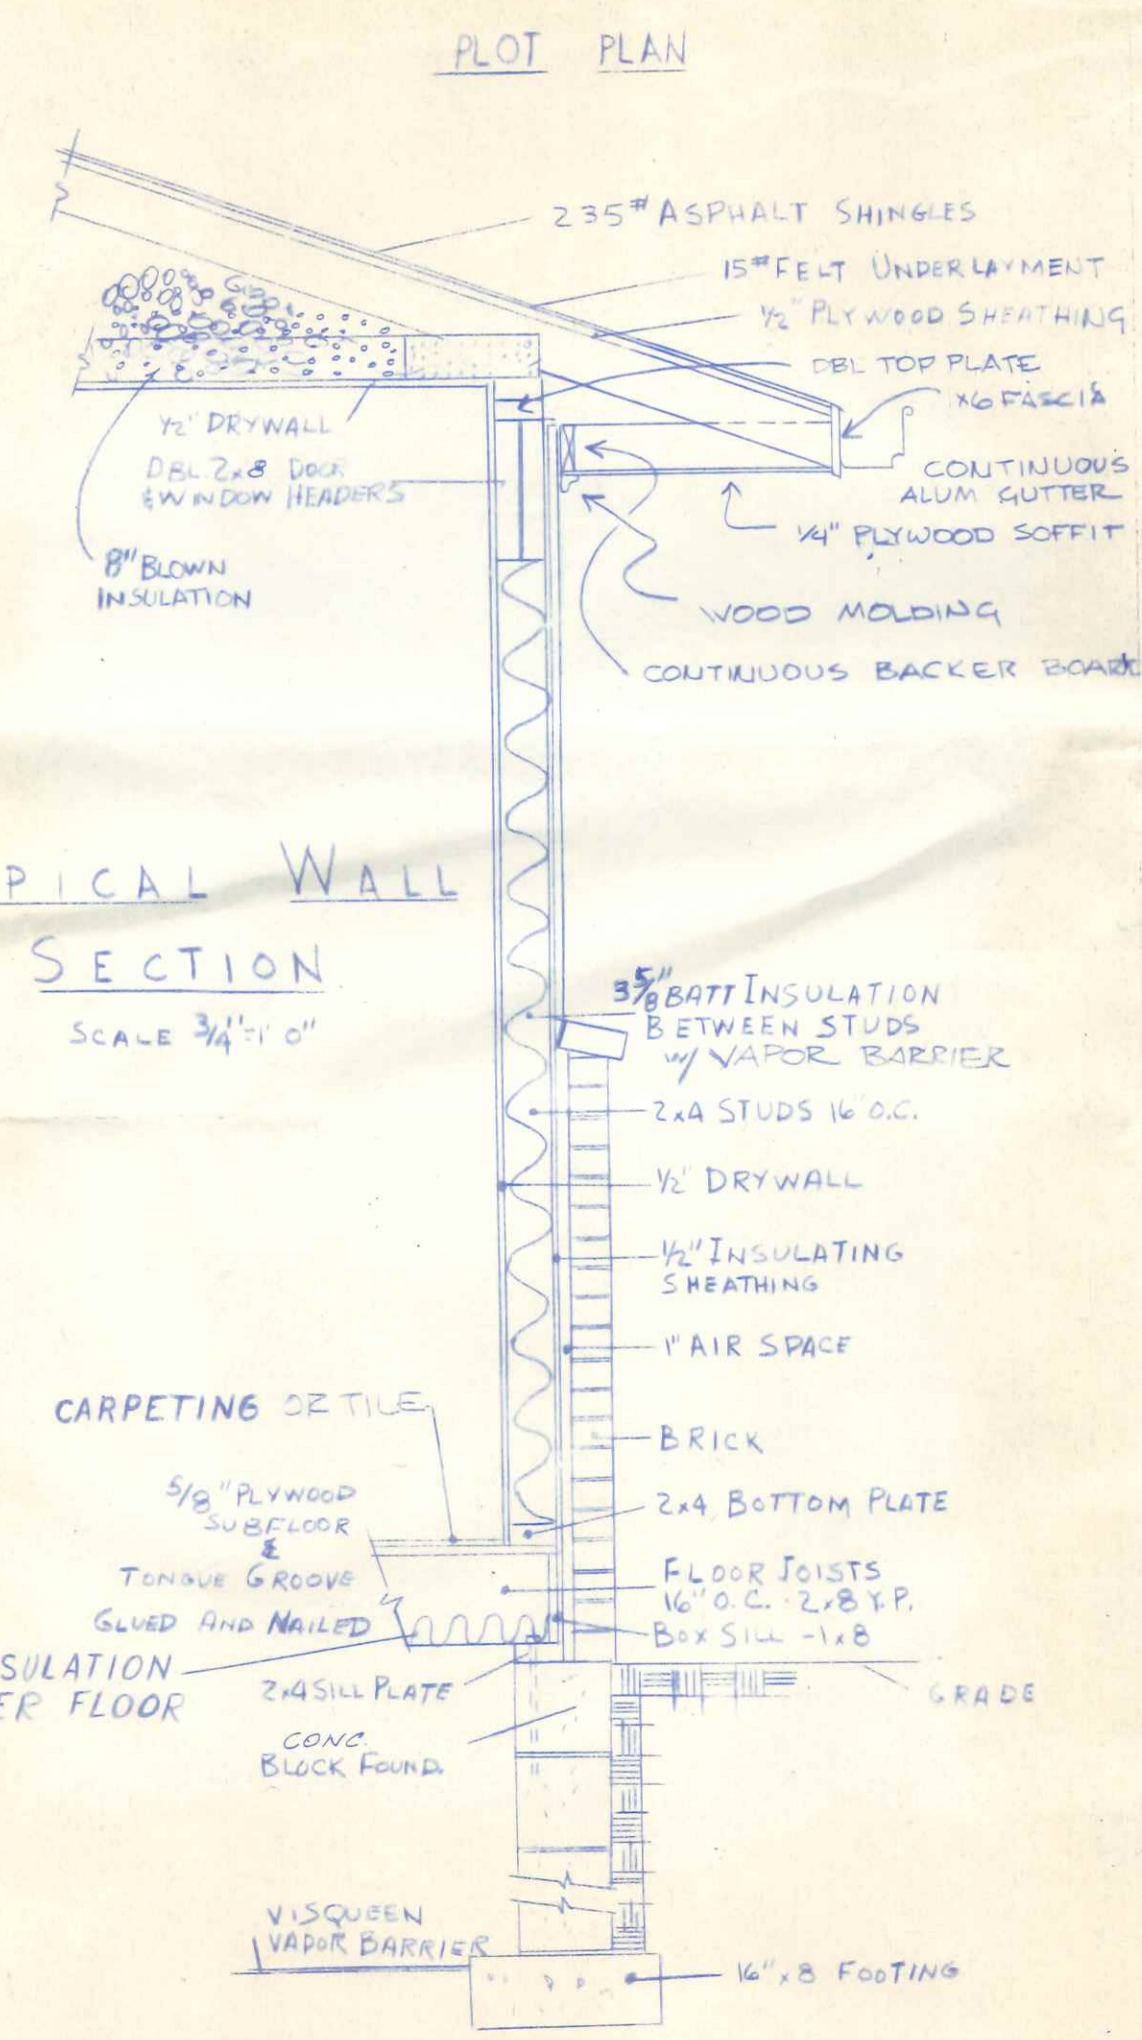 PLOT PLAN
235# ASPHALT SHINGLES
15# FELT UNDERLAYMENT
1/2" PLYWOOD SHEATHING
DBL TOP PLATE
x6 FASCIA
1/2" DRYWALL
DBL. 2x8 DOOR
& WINDOW HEADERS
CONTINUOUS
ALUM GUTTER
1/4" PLYWOOD SOFFIT
8" BLOWN
INSULATION
WOOD MOLDING
CONTINUOUS BACKER BOARD
PICAL WALL
SECTION
SCALE 3/4"=1'0"
3 5/8" BATT INSULATION
BETWEEN STUDS
w/ VAPOR BARRIER
2x4 STUDS 16" O.C.
1/2" DRYWALL
1/2" INSULATING
SHEATHING
1" AIR SPACE
CARPETING OR TILE
BRICK
5/8" PLYWOOD
SUBFLOOR
&
TONGUE GROOVE
GLUED AND NAILED
2x4 BOTTOM PLATE
FLOOR JOISTS
16" O.C. 2x8 Y.P.
BOX SILL - 1x8
SULATION
ER FLOOR
2x4 SILL PLATE
GRADE
CONC.
BLOCK FOUND.
VISQUEEN
VAPOR BARRIER
16" x 8 FOOTING